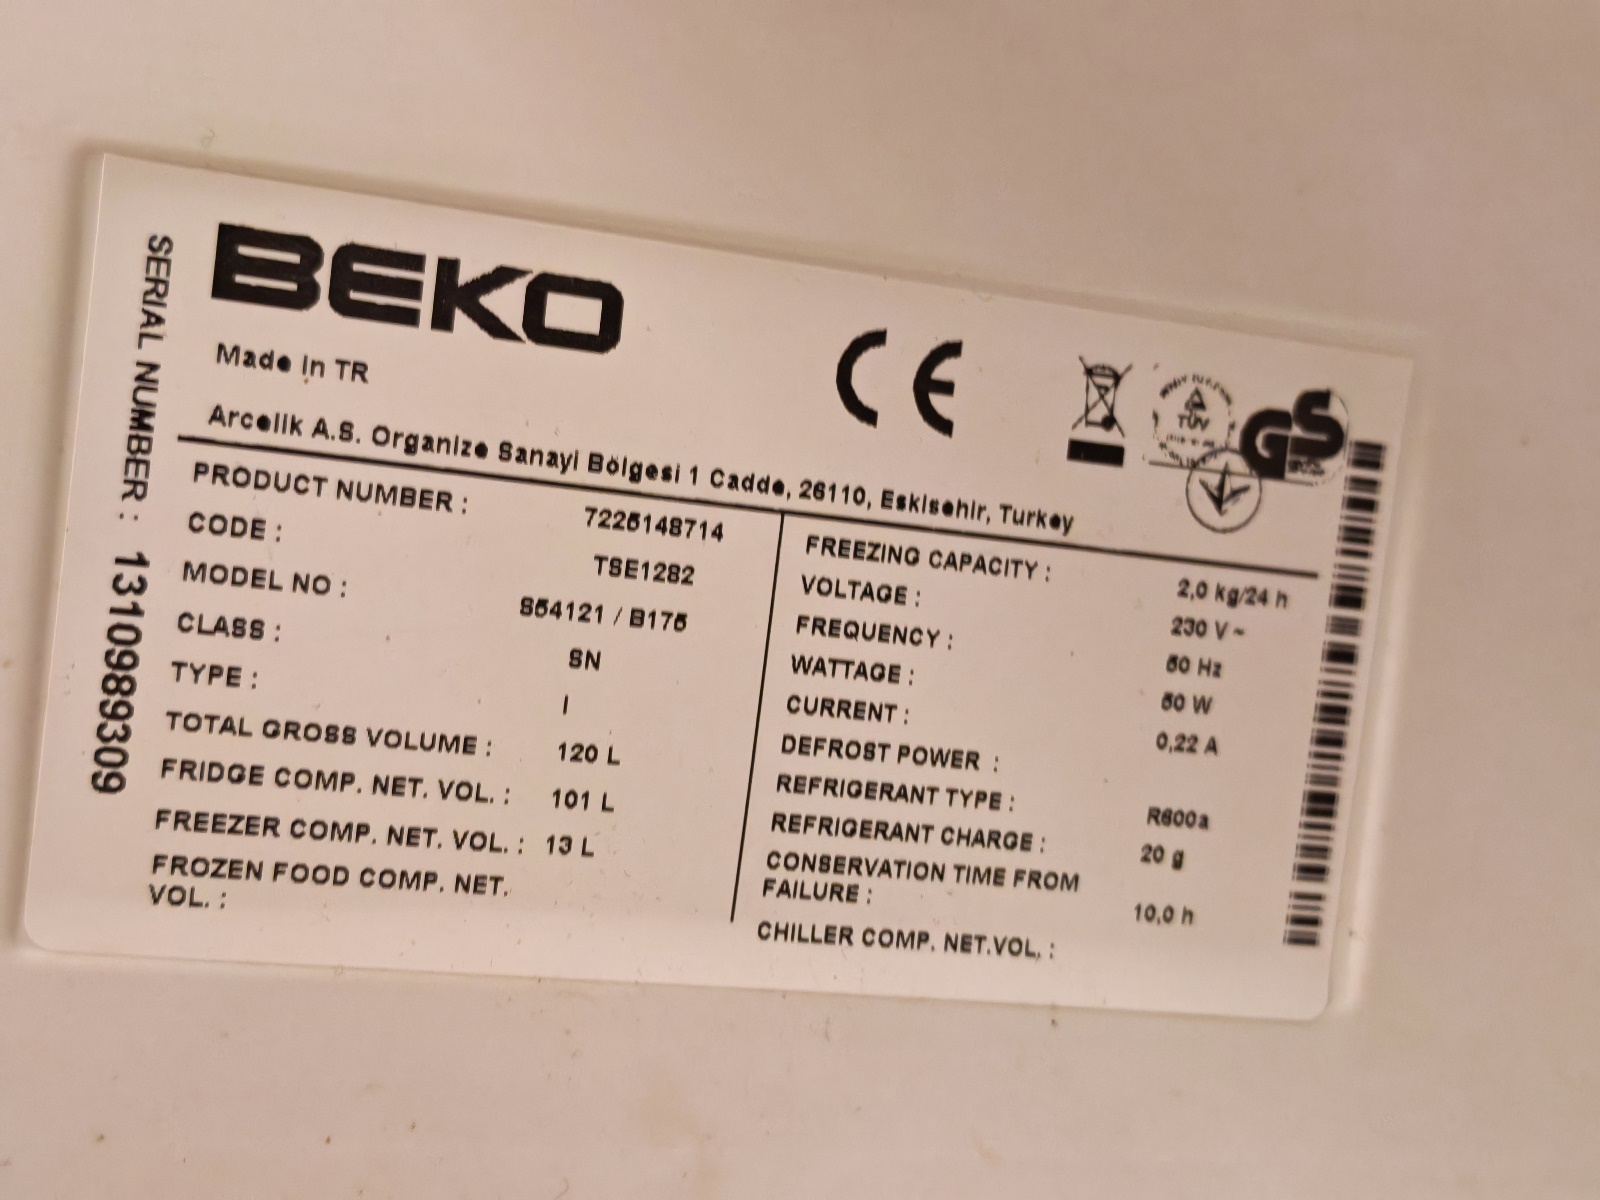 BEKO
Made in TR
Arcelik A.S. Organize Sanayi Bölgesi 1 Cadde, 26110, Eskisehir, Turkey
SERIAL NUMBER : 1310989309
PRODUCT NUMBER : 7225148714
CODE : TSE1282
MODEL NO : S54121 / B175
CLASS : SN
TYPE : I
TOTAL GROSS VOLUME : 120 L
FRIDGE COMP. NET. VOL. : 101 L
FREEZER COMP. NET. VOL. : 13 L
FROZEN FOOD COMP. NET.
VOL. :
FREEZING CAPACITY : 2,0 kg/24 h
VOLTAGE : 230 V ~
FREQUENCY : 50 Hz
WATTAGE : 50 W
CURRENT : 0,22 A
DEFROST POWER :
REFRIGERANT TYPE : R600a
REFRIGERANT CHARGE : 20 g
CONSERVATION TIME FROM
FAILURE : 10,0 h
CHILLER COMP. NET.VOL. :
CE
TÜV
GS